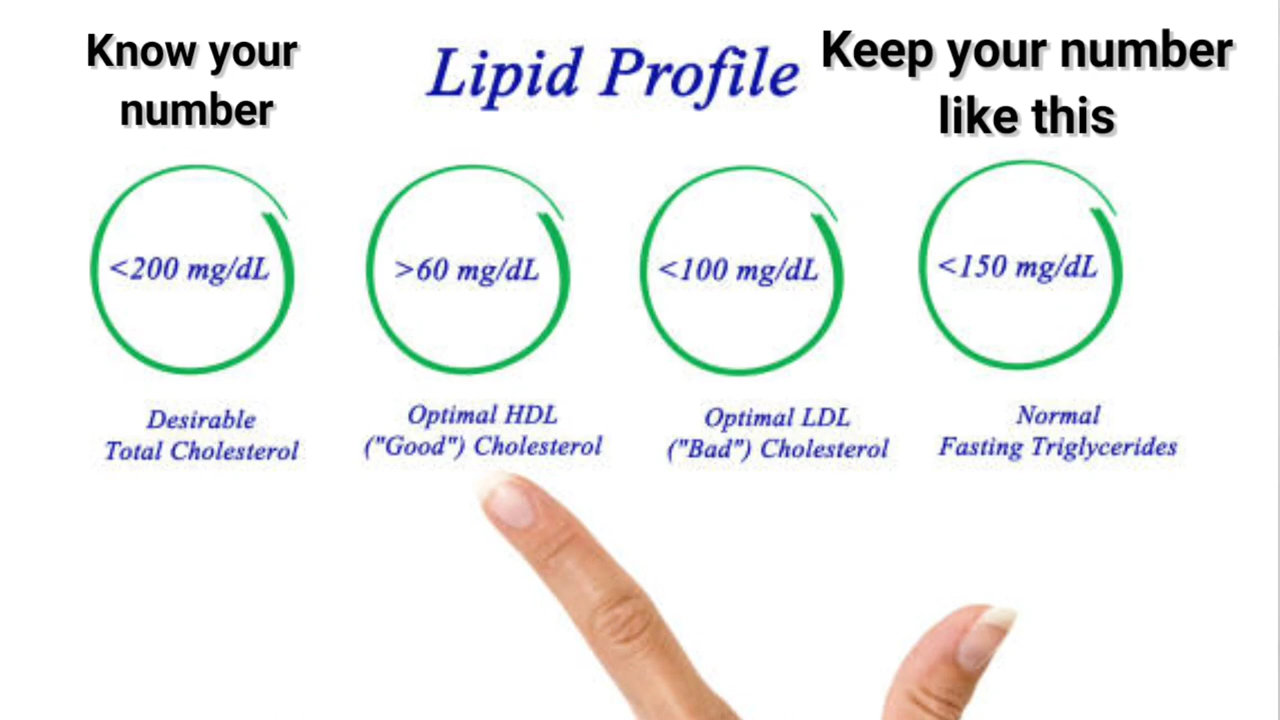 Know your
number
Lipid Profile
Keep your number
like this
<200 mg/dL
>60 mg/dL
<100 mg/dL
<150 mg/dL
Desirable
Total Cholesterol
Optimal HDL
("Good") Cholesterol
Optimal LDL
("Bad") Cholesterol
Normal
Fasting Triglycerides